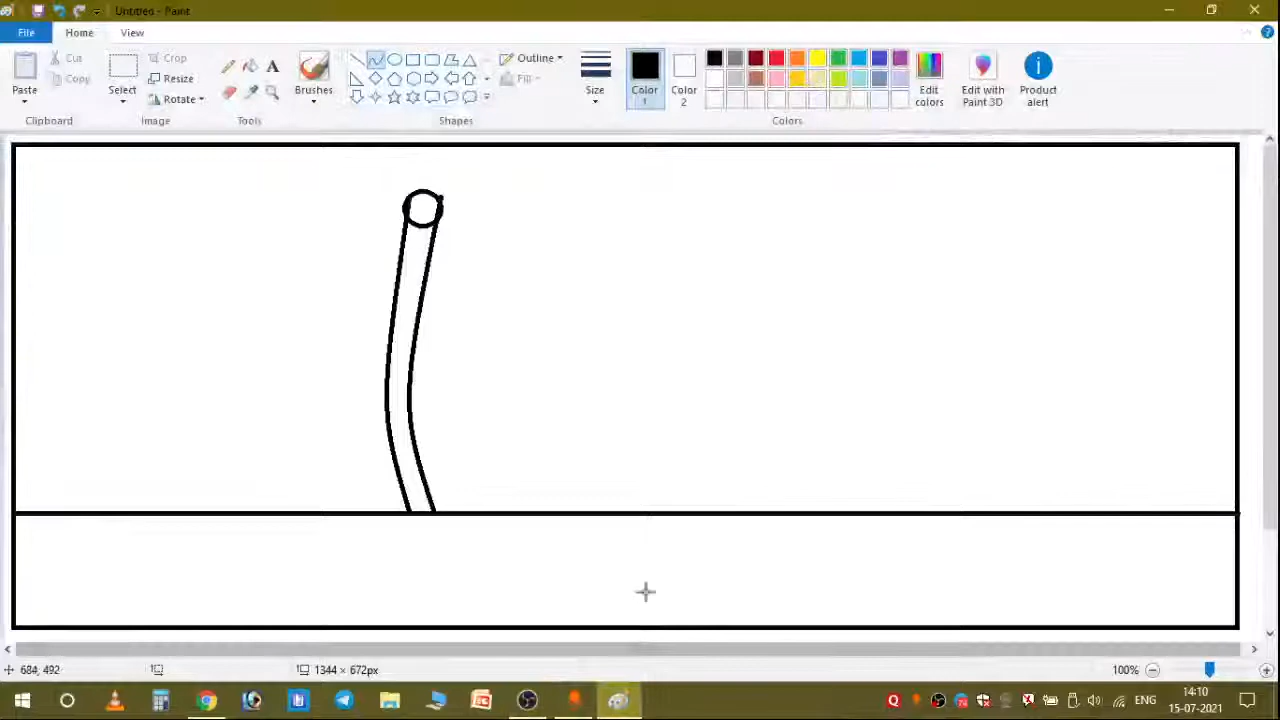 Untitled - Paint
File Home View
Paste
Cut
Copy
Clipboard
Select
Crop
Resize
Rotate
Image
A
Tools
Brushes
Shapes
Outline
Fill
Size
Color 1
Color 2
Colors
Edit colors
Edit with Paint 3D
Product alert
684, 492
1344 × 672px
100%
ENG
14:10
15-07-2021